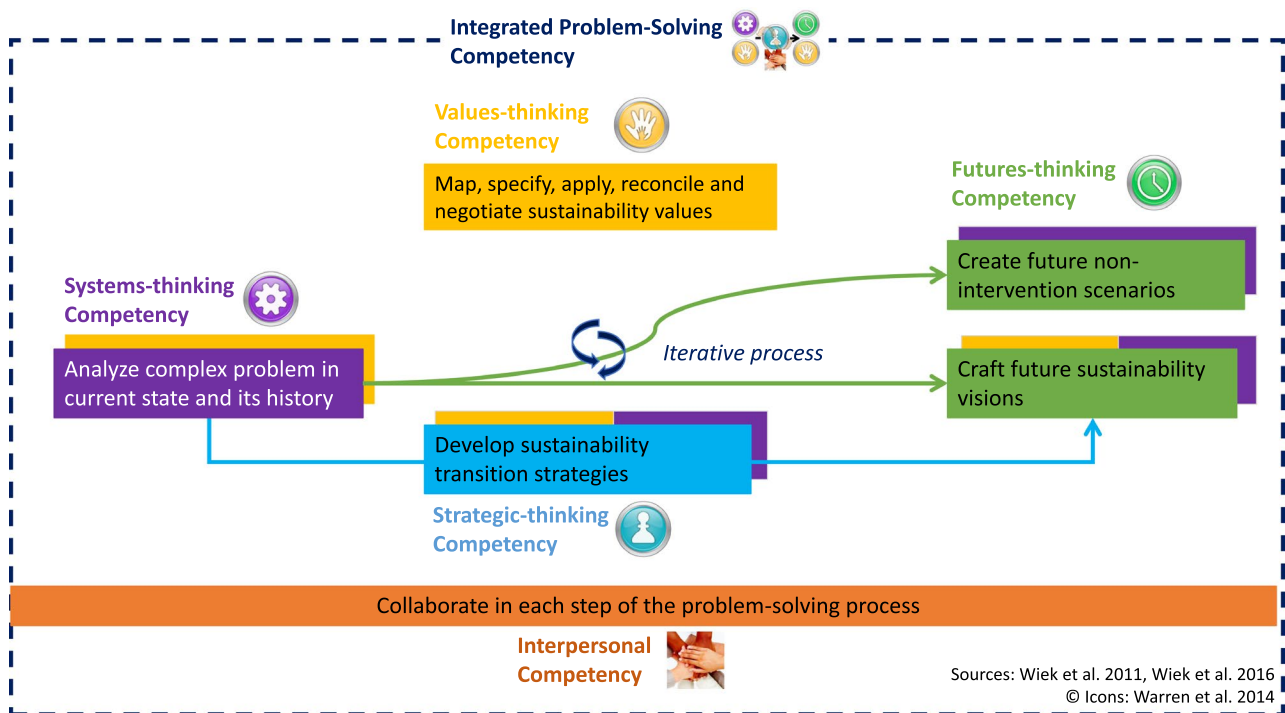 Integrated Problem-Solving
Competency
Values-thinking
Competency
Map, specify, apply, reconcile and
negotiate sustainability values
Futures-thinking
Competency
Create future non-
intervention scenarios
Systems-thinking
Competency
Analyze complex problem in
current state and its history
Iterative process
Craft future sustainability
visions
Develop sustainability
transition strategies
Strategic-thinking
Competency
Collaborate in each step of the problem-solving process
Interpersonal
Competency
Sources: Wiek et al. 2011, Wiek et al. 2016
© Icons: Warren et al. 2014